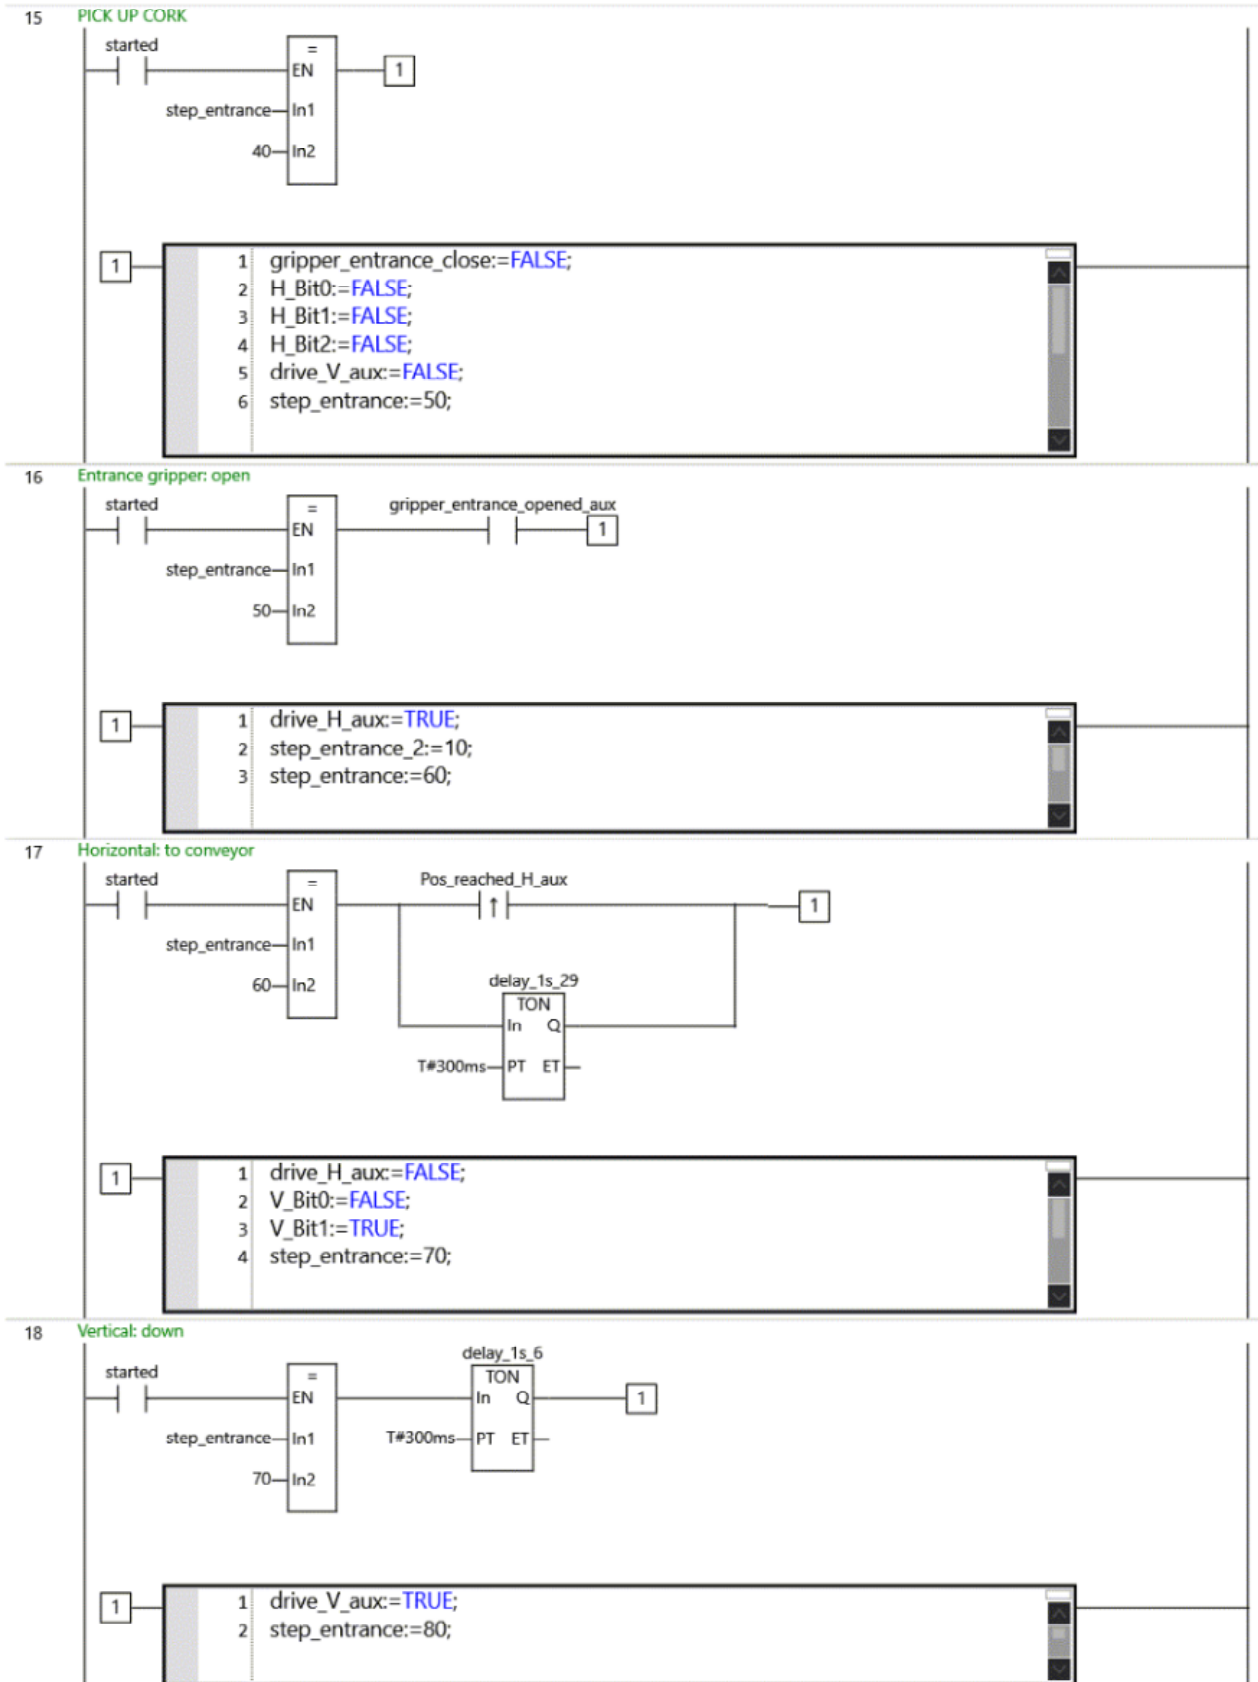 15 PICK UP CORK
started
=
EN
1
step_entrance In1
40 In2
1
1 gripper_entrance_close:=FALSE;
2 H_Bit0:=FALSE;
3 H_Bit1:=FALSE;
4 H_Bit2:=FALSE;
5 drive_V_aux:=FALSE;
6 step_entrance:=50;
16 Entrance gripper: open
started
gripper_entrance_opened_aux
=
EN
1
step_entrance In1
50 In2
1
1 drive_H_aux:=TRUE;
2 step_entrance_2:=10;
3 step_entrance:=60;
17 Horizontal: to conveyor
started
Pos_reached_H_aux
=
EN
1
step_entrance In1
60 In2
delay_1s_29
TON
In Q
T#300ms PT ET
1
1 drive_H_aux:=FALSE;
2 V_Bit0:=FALSE;
3 V_Bit1:=TRUE;
4 step_entrance:=70;
18 Vertical: down
started
delay_1s_6
=
TON
EN
In Q
1
step_entrance In1
T#300ms PT ET
70 In2
1
1 drive_V_aux:=TRUE;
2 step_entrance:=80;